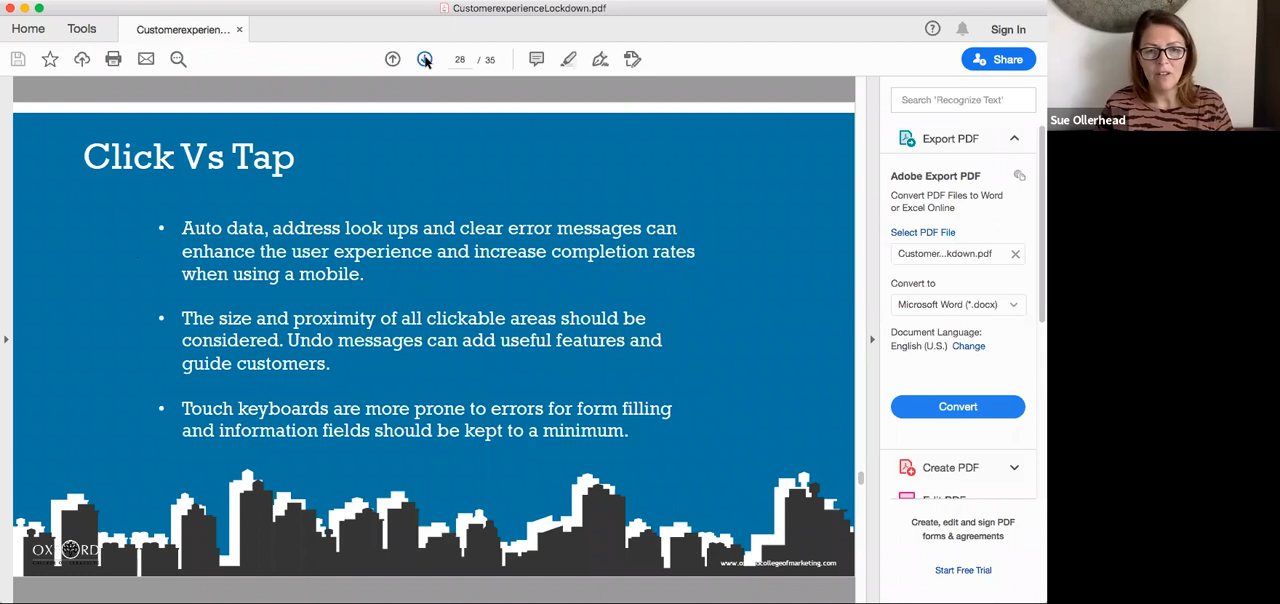 CustomerexperienceLockdown.pdf
Home
Tools
Customerexperien...
Sign In
28 / 35
Share
Sue Ollerhead
Click Vs Tap
• Auto data, address look ups and clear error messages can
enhance the user experience and increase completion rates
when using a mobile.
• The size and proximity of all clickable areas should be
considered. Undo messages can add useful features and
guide customers.
• Touch keyboards are more prone to errors for form filling
and information fields should be kept to a minimum.
OXFORD
Search 'Recognize Text'
Export PDF
Adobe Export PDF
Convert PDF Files to Word
or Excel Online
Select PDF File
Customer...kdown.pdf
Convert to
Microsoft Word (*.docx)
Document Language:
English (U.S.) Change
Convert
Create PDF
Edit PDF
Create, edit and sign PDF
forms & agreements
Start Free Trial